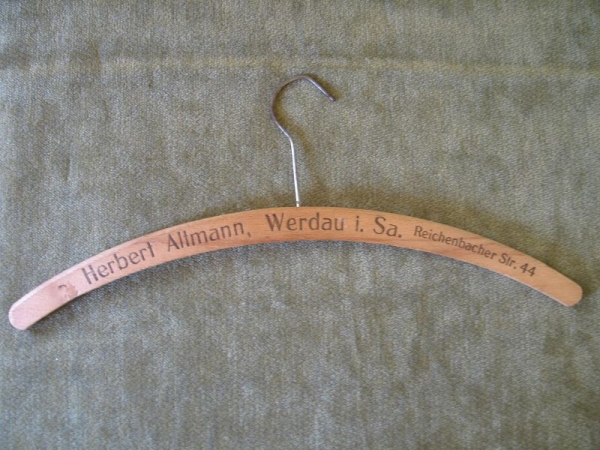 Herbert Allmann, Werdau i. Sa. Reichenbacher Str. 44